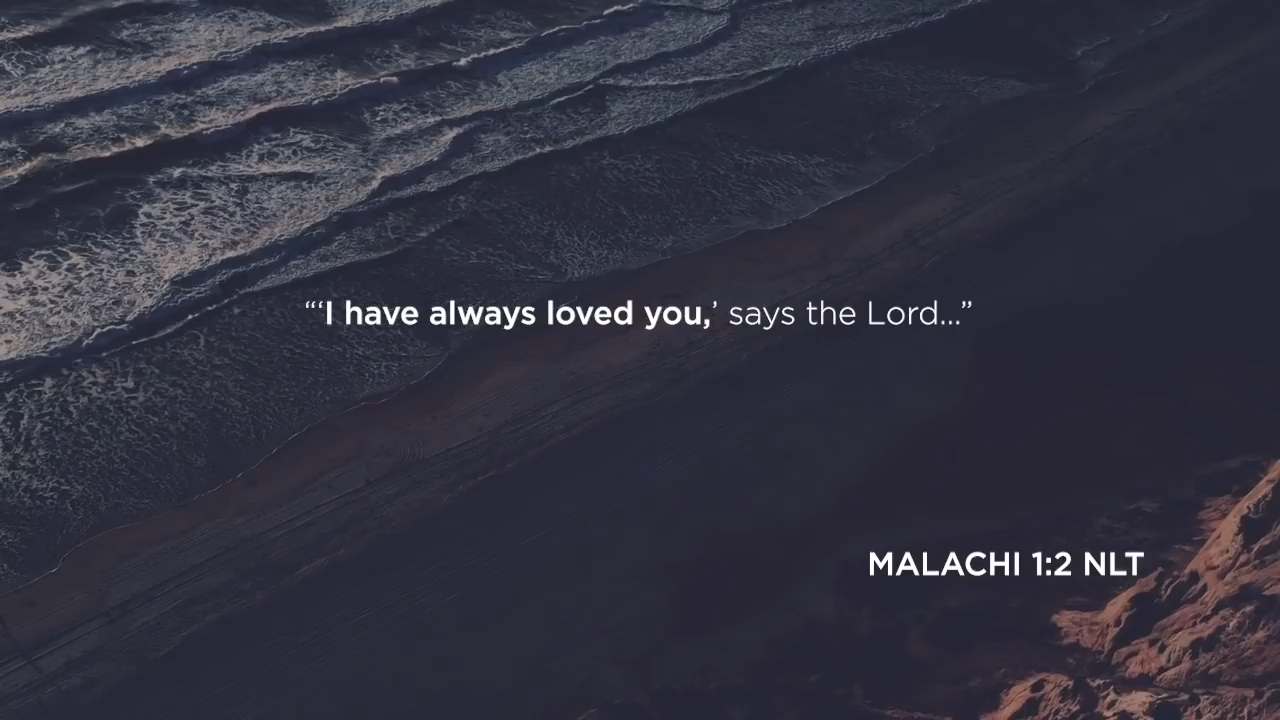 “‘I have always loved you,’ says the Lord...”
MALACHI 1:2 NLT